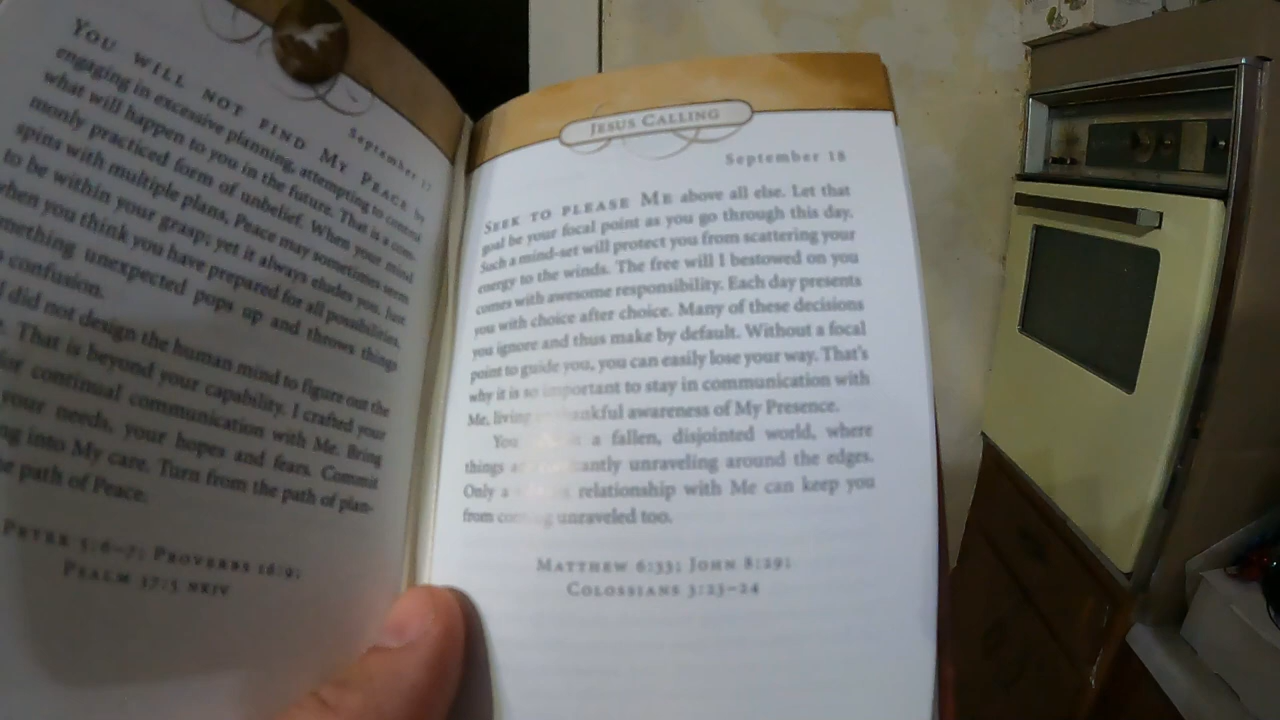 September 17
YOU WILL NOT FIND MY PEACE by
engaging in excessive planning, attempting to control
what will happen to you in the future. That is a com-
monly practiced form of unbelief. When your mind
spins with multiple plans, Peace may sometimes seem
to be within your grasp; yet it always eludes you. Just
when you think you have prepared for all possibilities,
something unexpected pops up and throws things
confusion.
I did not design the human mind to figure out the
That is beyond your capability. I crafted your
for continual communication with Me. Bring
your needs, your hopes and fears. Commit
into My care. Turn from the path of plan-
path of Peace.
PETER 5:6–7; PROVERBS 16:9;
PSALM 37:5 NKJV
JESUS CALLING
September 18
SEEK TO PLEASE ME above all else. Let that
goal be your focal point as you go through this day.
Such a mind-set will protect you from scattering your
energy to the winds. The free will I bestowed on you
comes with awesome responsibility. Each day presents
you with choice after choice. Many of these decisions
you ignore and thus make by default. Without a focal
point to guide you, you can easily lose your way. That's
why it is so important to stay in communication with
Me, living thankful awareness of My Presence.
You a fallen, disjointed world, where
things constantly unraveling around the edges.
Only a relationship with Me can keep you
from coming unraveled too.
MATTHEW 6:33; JOHN 8:29;
COLOSSIANS 3:23–24